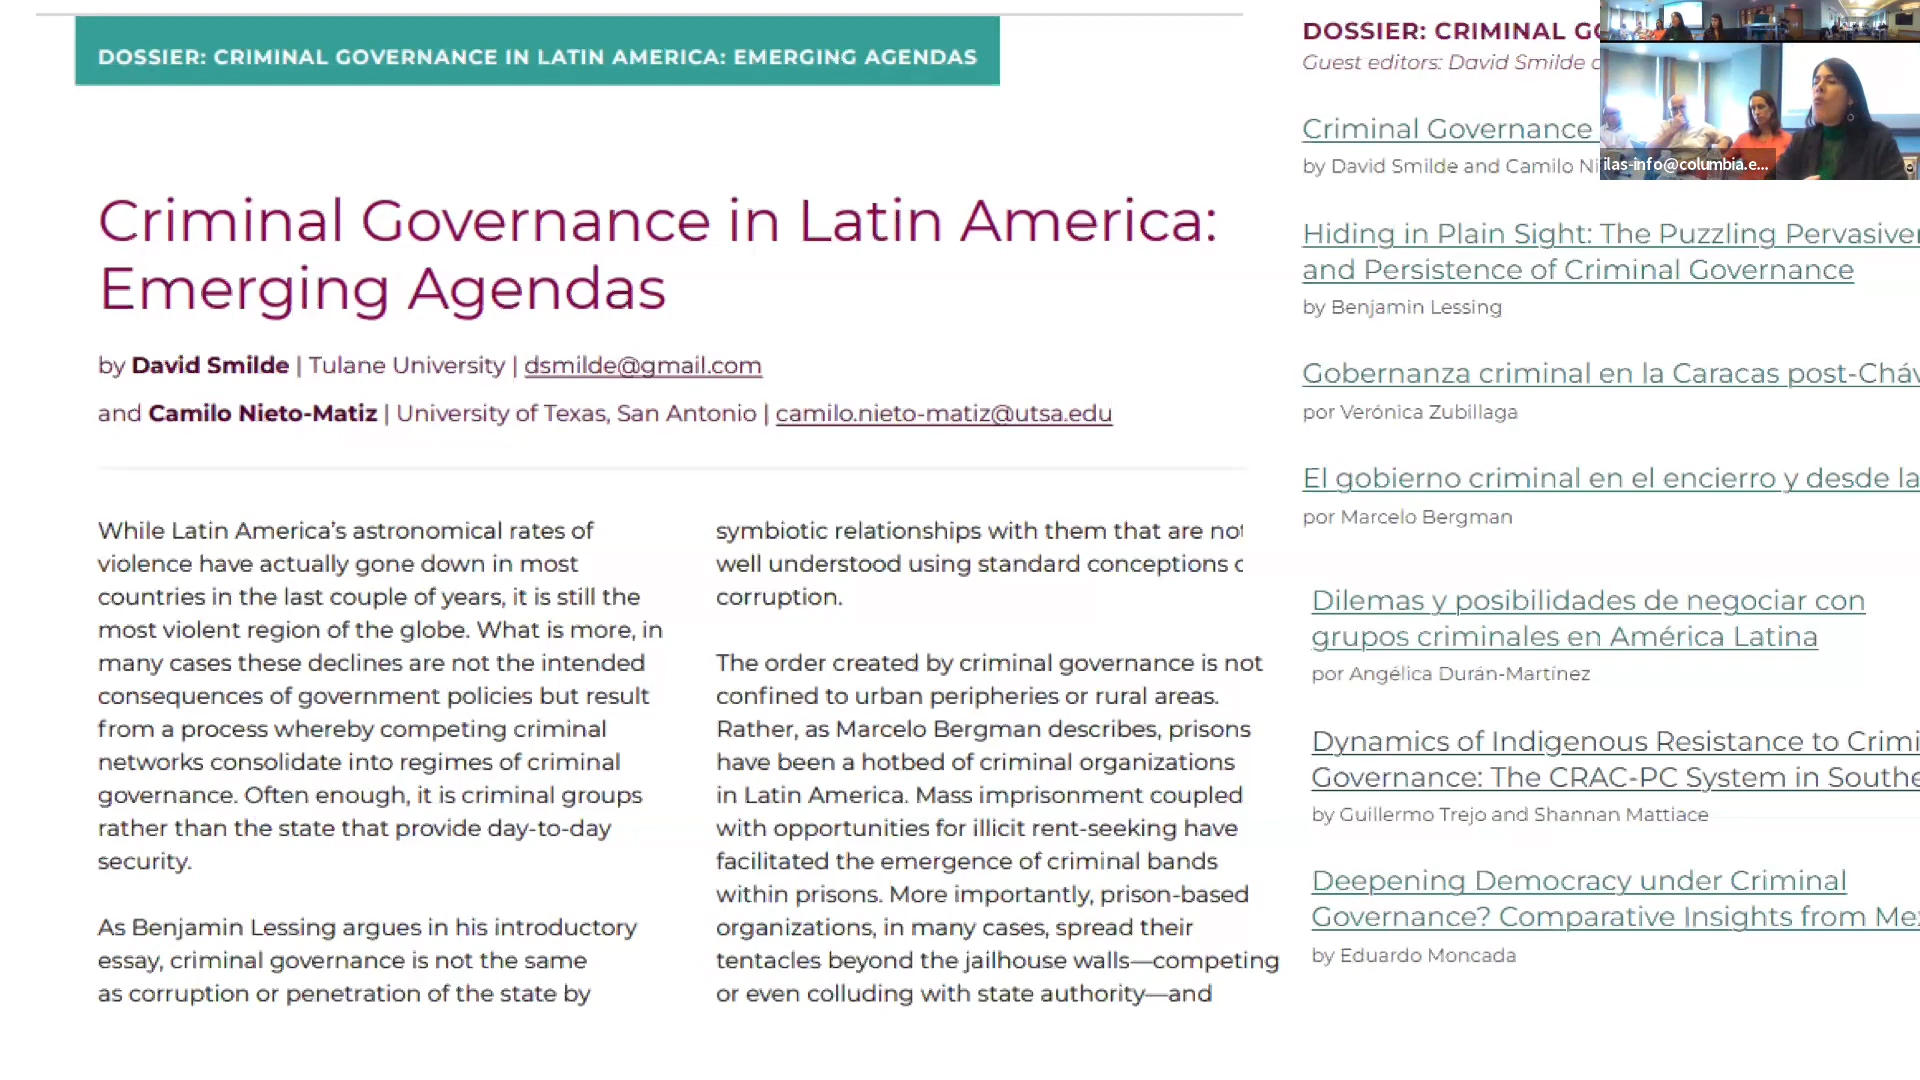 DOSSIER: CRIMINAL GOVERNANCE IN LATIN AMERICA: EMERGING AGENDAS
Criminal Governance in Latin America:
Emerging Agendas
by David Smilde | Tulane University | dsmilde@gmail.com
and Camilo Nieto-Matiz | University of Texas, San Antonio | camilo.nieto-matiz@utsa.edu
While Latin America’s astronomical rates of
violence have actually gone down in most
countries in the last couple of years, it is still the
most violent region of the globe. What is more, in
many cases these declines are not the intended
consequences of government policies but result
from a process whereby competing criminal
networks consolidate into regimes of criminal
governance. Often enough, it is criminal groups
rather than the state that provide day-to-day
security.
As Benjamin Lessing argues in his introductory
essay, criminal governance is not the same
as corruption or penetration of the state by
symbiotic relationships with them that are not
well understood using standard conceptions
corruption.
The order created by criminal governance is not
confined to urban peripheries or rural areas.
Rather, as Marcelo Bergman describes, prisons
have been a hotbed of criminal organizations
in Latin America. Mass imprisonment coupled
with opportunities for illicit rent-seeking have
facilitated the emergence of criminal bands
within prisons. More importantly, prison-based
organizations, in many cases, spread their
tentacles beyond the jailhouse walls—competing
or even colluding with state authority—and
DOSSIER: CRIMINAL
Guest editors: David Smilde
Criminal Governance
by David Smilde and Camilo
Hiding in Plain Sight: The Puzzling
and Persistence of Criminal Governance
by Benjamin Lessing
Gobernanza criminal en la Caracas
por Verónica Zubillaga
El gobierno criminal en el encierro y desde la
por Marcelo Bergman
Dilemas y posibilidades de negociar con
grupos criminales en América Latina
por Angélica Durán-Martínez
Dynamics of Indigenous Resistance to
Governance: The CRAC-PC System in
by Guillermo Trejo and Shannan Mattiace
Deepening Democracy under Criminal
Governance? Comparative Insights from
by Eduardo Moncada
ilas-info@columbia.e...